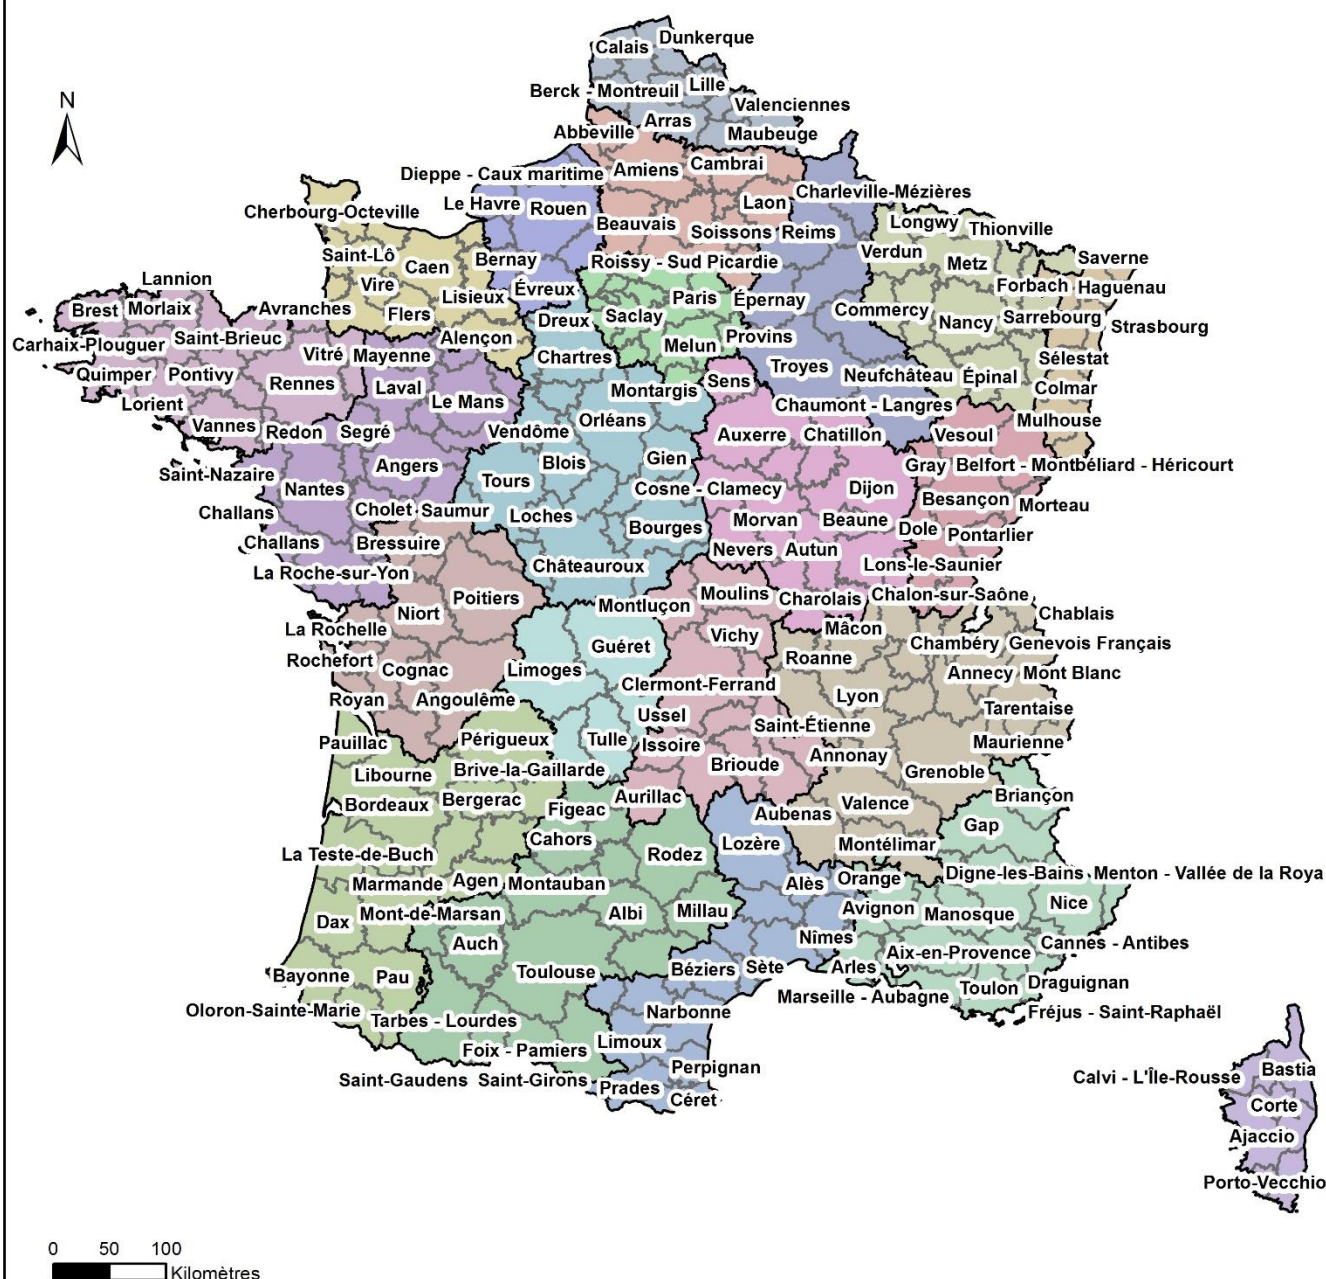 Calais
Dunkerque
Berck - Montreuil
Lille
Valenciennes
Arras
Maubeuge
Abbeville
N
Dieppe - Caux maritime
Amiens
Cambrai
Charleville-Mézières
Le Havre
Rouen
Laon
Cherbourg-Octeville
Beauvais
Soissons
Reims
Longwy
Thionville
Saint-Lô
Caen
Bernay
Roissy - Sud Picardie
Verdun
Metz
Saverne
Lannion
Vire
Lisieux
Évreux
Paris
Épernay
Forbach
Haguenau
Brest
Morlaix
Avranches
Flers
Dreux
Saclay
Commercy
Nancy
Sarrebourg
Strasbourg
Carhaix-Plouguer
Saint-Brieuc
Alençon
Melun
Provins
Vitré
Mayenne
Chartres
Sélestat
Quimper
Pontivy
Rennes
Laval
Montargis
Sens
Troyes
Neufchâteau
Épinal
Colmar
Lorient
Le Mans
Chaumont - Langres
Vannes
Redon
Segré
Vendôme
Orléans
Auxerre
Chatillon
Vesoul
Mulhouse
Saint-Nazaire
Angers
Blois
Gien
Gray
Belfort - Montbéliard - Héricourt
Nantes
Tours
Cosne - Clamecy
Dijon
Besançon
Morteau
Challans
Cholet
Saumur
Loches
Bourges
Morvan
Beaune
Dole
Pontarlier
Challans
Bressuire
Nevers
Autun
La Roche-sur-Yon
Châteauroux
Lons-le-Saunier
Niort
Poitiers
Montluçon
Moulins
Charolais
Chalon-sur-Saône
Chablais
La Rochelle
Guéret
Vichy
Mâcon
Chambéry
Genevois Français
Rochefort
Cognac
Limoges
Roanne
Annecy
Mont Blanc
Royan
Angoulême
Clermont-Ferrand
Lyon
Tarentaise
Pauillac
Périgueux
Tulle
Ussel
Issoire
Saint-Étienne
Maurienne
Libourne
Brive-la-Gaillarde
Brioude
Annonay
Grenoble
Bordeaux
Bergerac
Figeac
Aurillac
Aubenas
Valence
Briançon
Cahors
Lozère
Montélimar
Gap
La Teste-de-Buch
Rodez
Marmande
Agen
Montauban
Alès
Orange
Digne-les-Bains
Menton - Vallée de la Roya
Dax
Mont-de-Marsan
Albi
Millau
Avignon
Manosque
Nice
Auch
Nîmes
Cannes - Antibes
Bayonne
Pau
Toulouse
Béziers
Sète
Arles
Aix-en-Provence
Oloron-Sainte-Marie
Tarbes - Lourdes
Narbonne
Marseille - Aubagne
Toulon
Draguignan
Fréjus - Saint-Raphaël
Foix - Pamiers
Limoux
Saint-Gaudens
Saint-Girons
Prades
Perpignan
Céret
Calvi - L'Île-Rousse
Bastia
Corte
Ajaccio
Porto-Vecchio
0 50 100
Kilomètres